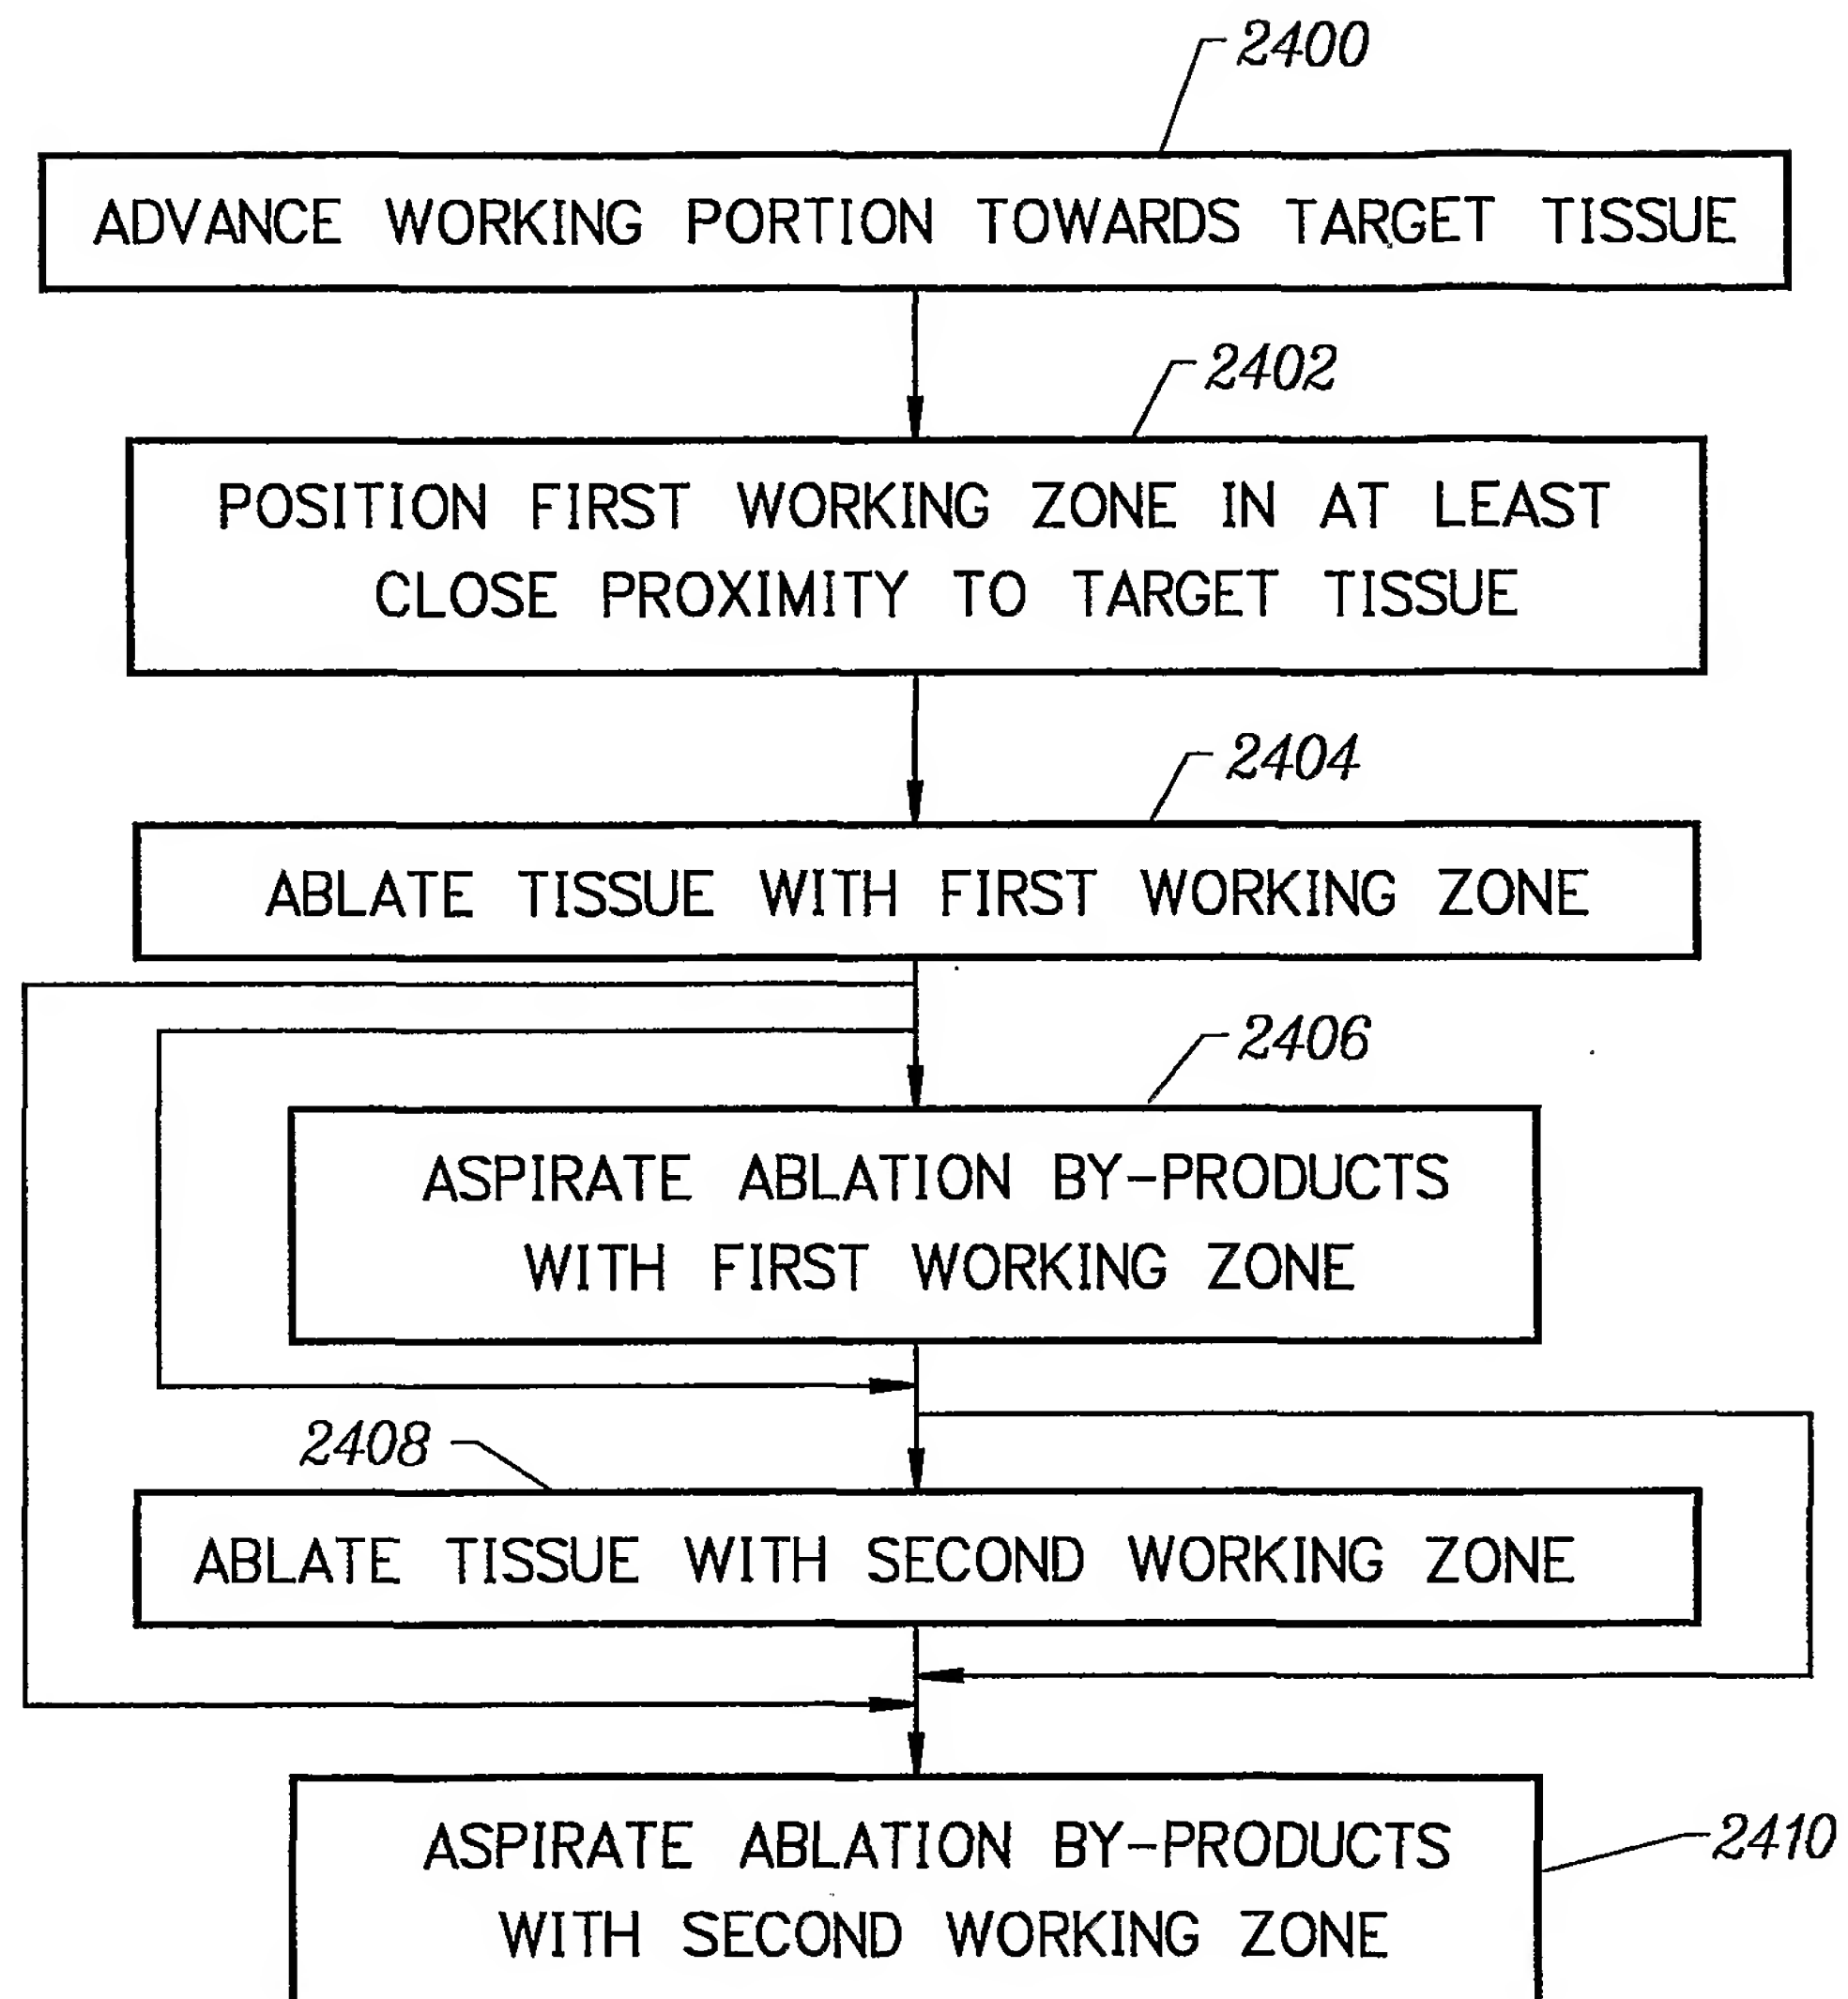 2400
ADVANCE WORKING PORTION TOWARDS TARGET TISSUE
2402
POSITION FIRST WORKING ZONE IN AT LEAST
CLOSE PROXIMITY TO TARGET TISSUE
2404
ABLATE TISSUE WITH FIRST WORKING ZONE
2406
ASPIRATE ABLATION BY-PRODUCTS
WITH FIRST WORKING ZONE
2408
ABLATE TISSUE WITH SECOND WORKING ZONE
2410
ASPIRATE ABLATION BY-PRODUCTS
WITH SECOND WORKING ZONE